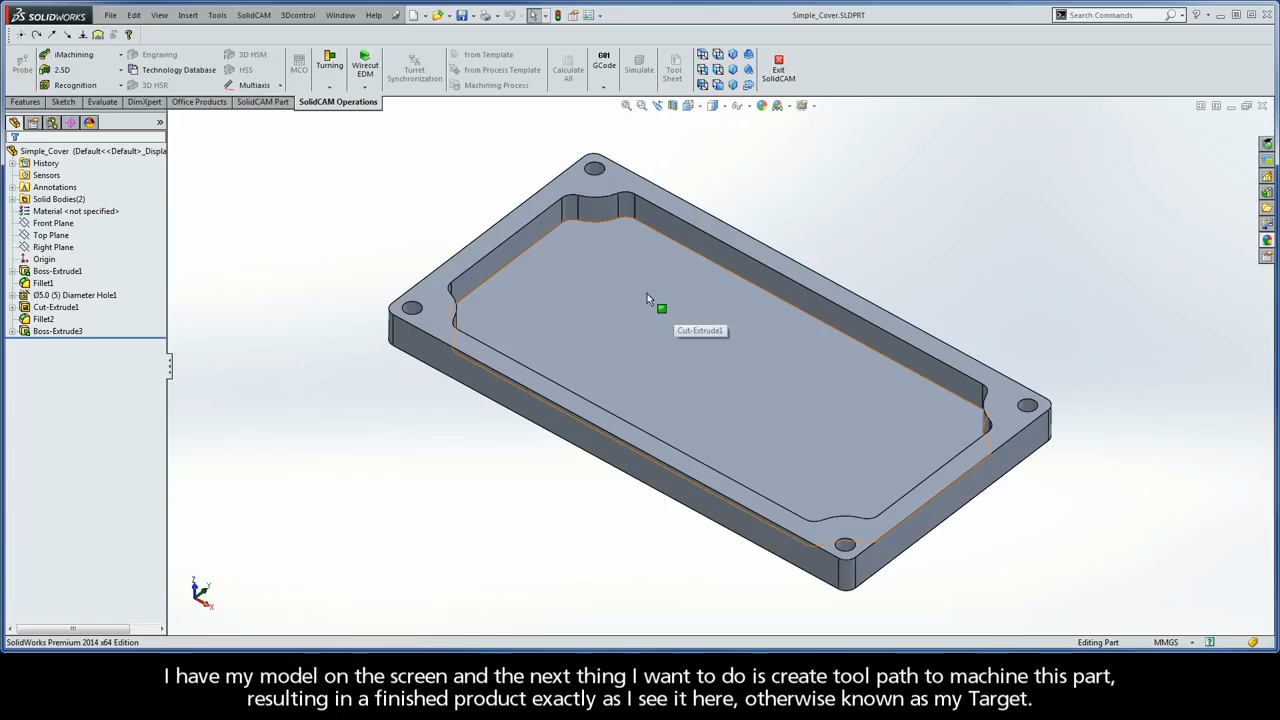 SOLIDWORKS File Edit View Insert Tools SolidCAM 3Dcontrol Window Help Simple_Cover.SLDPRT Search Commands
Probe
iMachining
2.5D
Recognition
Engraving
Technology Database
3D HSR
3D HSM
HSS
Multiaxis
MCO
Turning
Wirecut EDM
Turret Synchronization
from Template
from Process Template
Machining Process
Calculate All
G01
GCode
Simulate
Tool Sheet
Exit SolidCAM
Features Sketch Evaluate DimXpert Office Products SolidCAM Part SolidCAM Operations
Simple_Cover (Default<<Default>_Displa
History
Sensors
Annotations
Solid Bodies(2)
Material <not specified>
Front Plane
Top Plane
Right Plane
Origin
Boss-Extrude1
Fillet1
Ø5.0 (5) Diameter Hole1
Cut-Extrude1
Fillet2
Boss-Extrude3
Cut-Extrude1
Z
Y
X
SolidWorks Premium 2014 x64 Edition Editing Part MMGS
I have my model on the screen and the next thing I want to do is create tool path to machine this part,
resulting in a finished product exactly as I see it here, otherwise known as my Target.